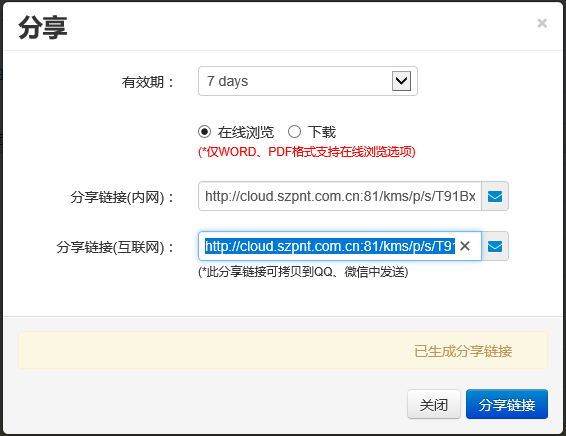 分享
有效期： 7 days
在线浏览 下载
(*仅WORD、PDF格式支持在线浏览选项)
分享链接(内网)： http://cloud.szpnt.com.cn:81/kms/p/s/T91Bx
分享链接(互联网)： http://cloud.szpnt.com.cn:81/kms/p/s/T91
(*此分享链接可拷贝到QQ、微信中发送)
已生成分享链接
关闭 分享链接